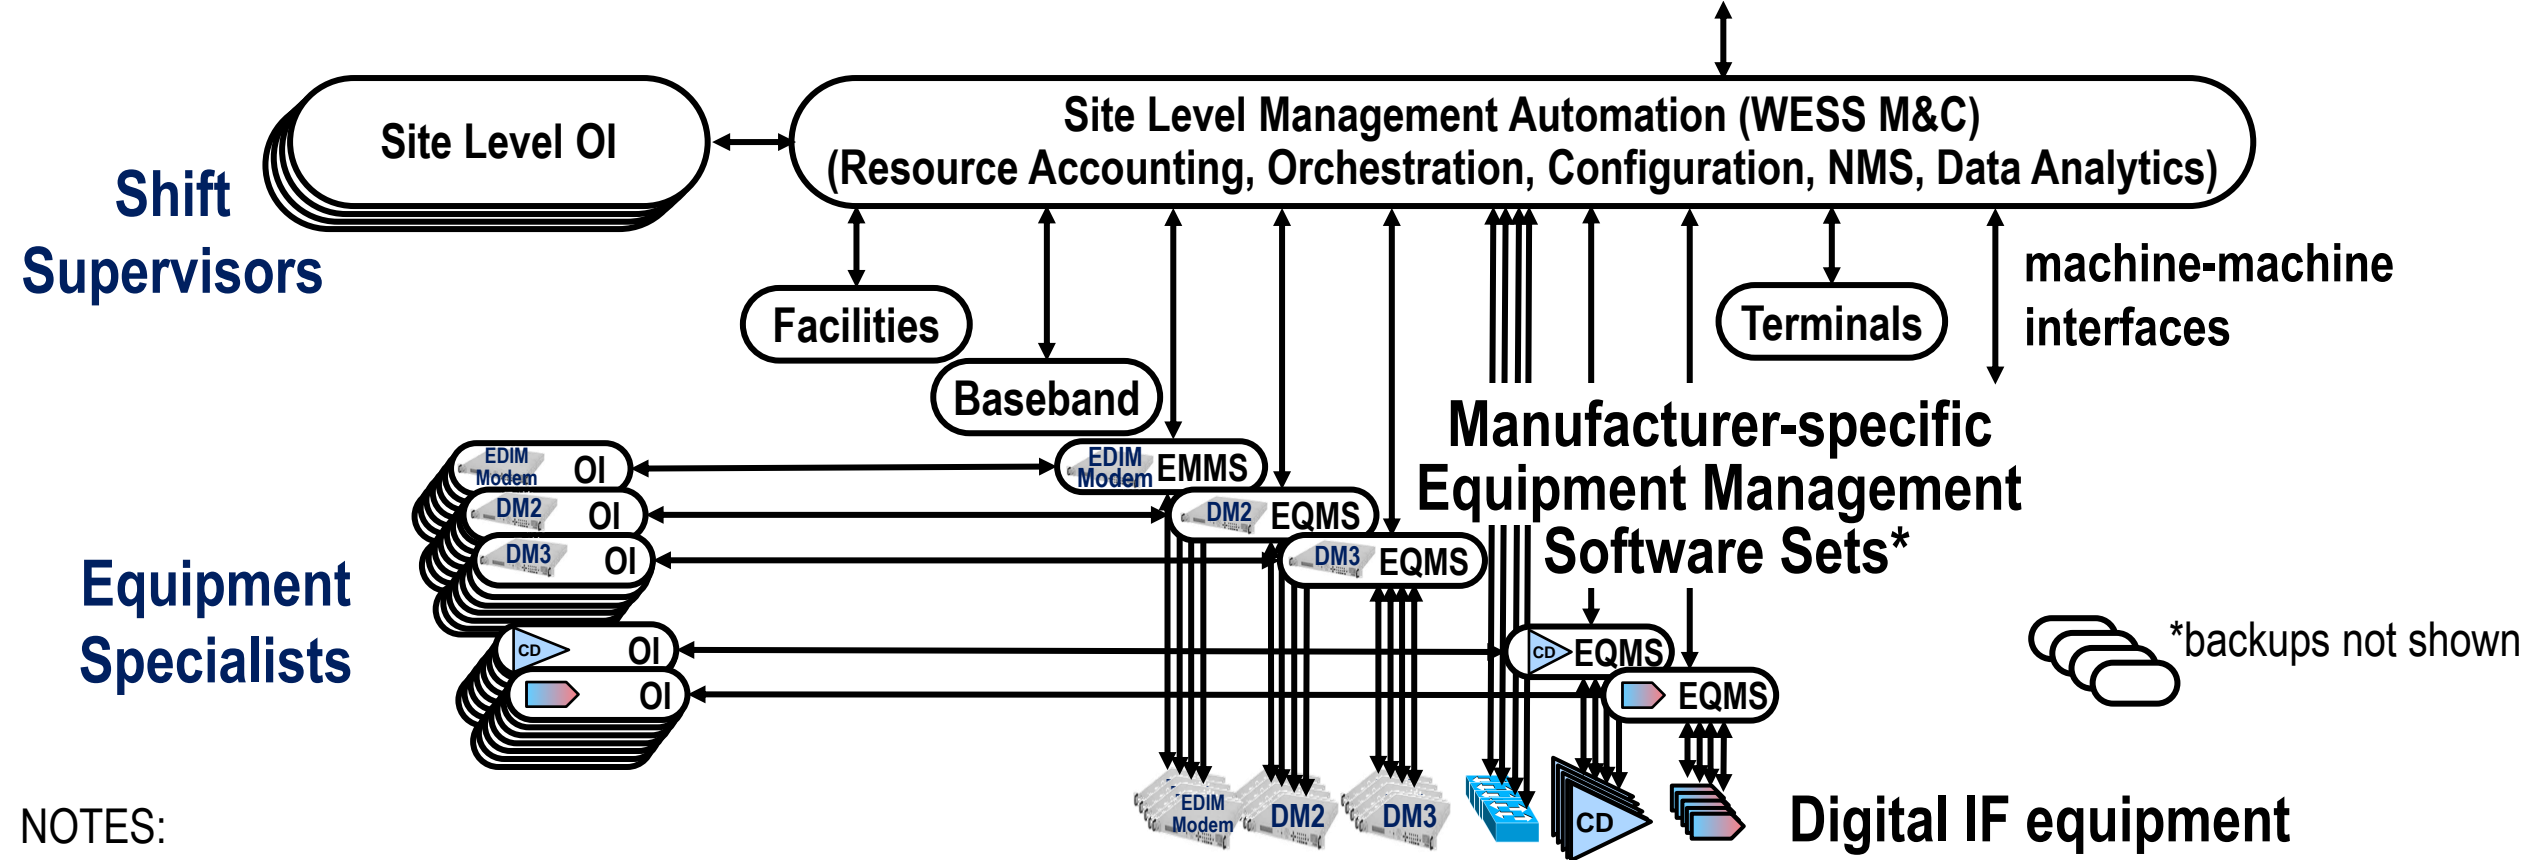 Site Level OI
Site Level Management Automation (WESS M&C)
(Resource Accounting, Orchestration, Configuration, NMS, Data Analytics)
Shift
Supervisors
machine-machine
interfaces
Facilities
Terminals
Baseband
Manufacturer-specific
Equipment Management
Software Sets*
EDIM
Modem OI
EDIM
Modem EMMS
DM2 OI
DM2 EQMS
DM3 OI
DM3 EQMS
Equipment
Specialists
CD OI
CD EQMS
OI
EQMS
*backups not shown
EDIM
Modem
DM2
DM3
CD
Digital IF equipment
NOTES: